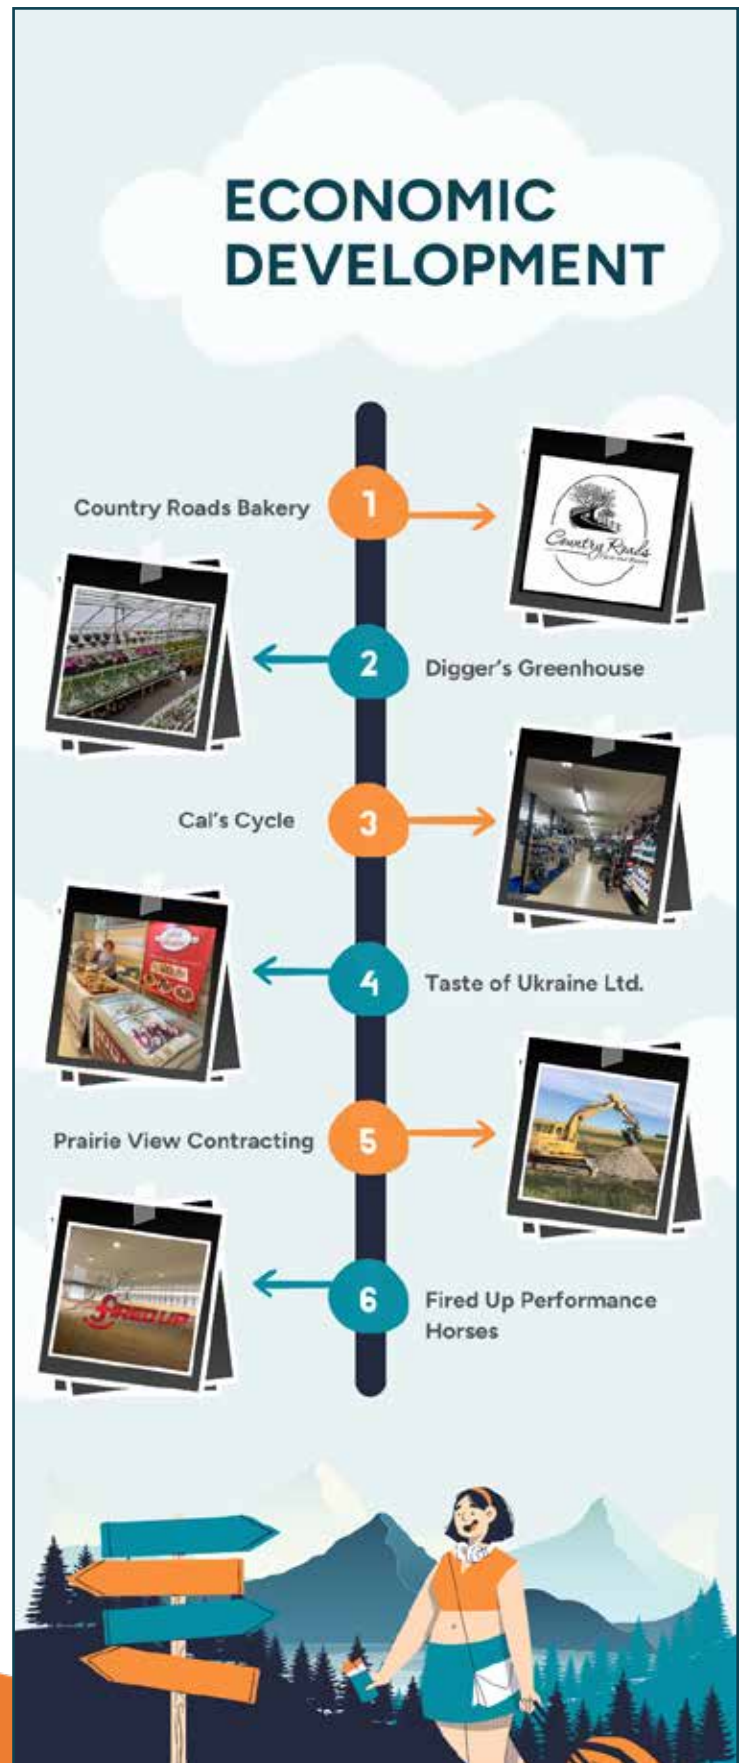 ECONOMIC
DEVELOPMENT
Country Roads Bakery
1
Country Roads
2
Digger's Greenhouse
Cal's Cycle
3
4
Taste of Ukraine Ltd.
Prairie View Contracting
5
FIRED UP
6
Fired Up Performance
Horses